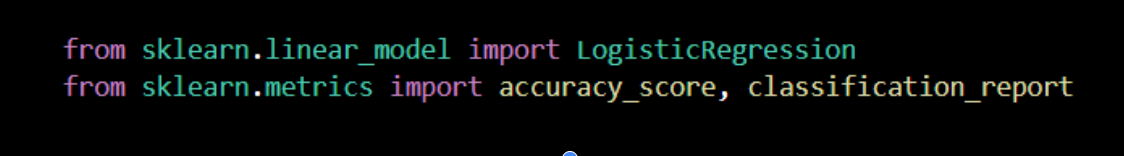 from sklearn.linear_model import LogisticRegression
from sklearn.metrics import accuracy_score, classification_report